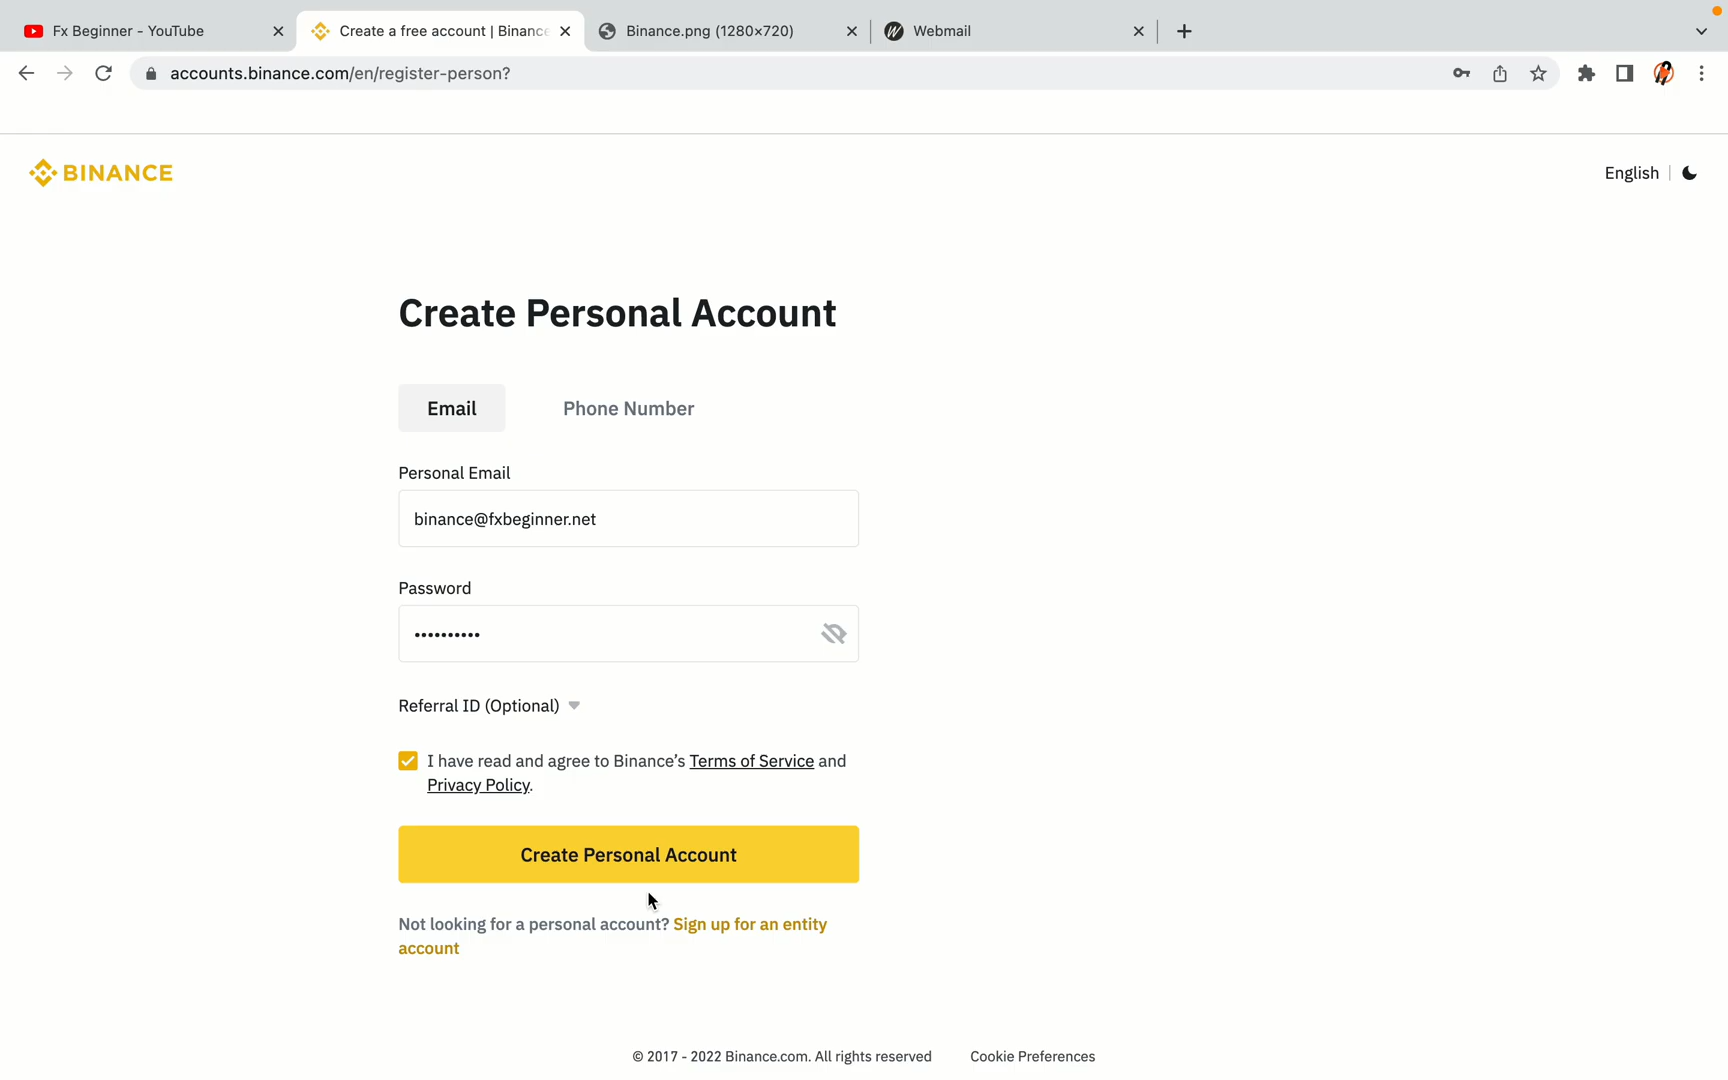 Fx Beginner - YouTube
Create a free account | Binance
Binance.png (1280×720)
Webmail
accounts.binance.com/en/register-person?
BINANCE
English
Create Personal Account
Email
Phone Number
Personal Email
binance@fxbeginner.net
Password
••••••••••
Referral ID (Optional)
I have read and agree to Binance’s Terms of Service and
Privacy Policy.
Create Personal Account
Not looking for a personal account? Sign up for an entity
account
© 2017 - 2022 Binance.com. All rights reserved
Cookie Preferences